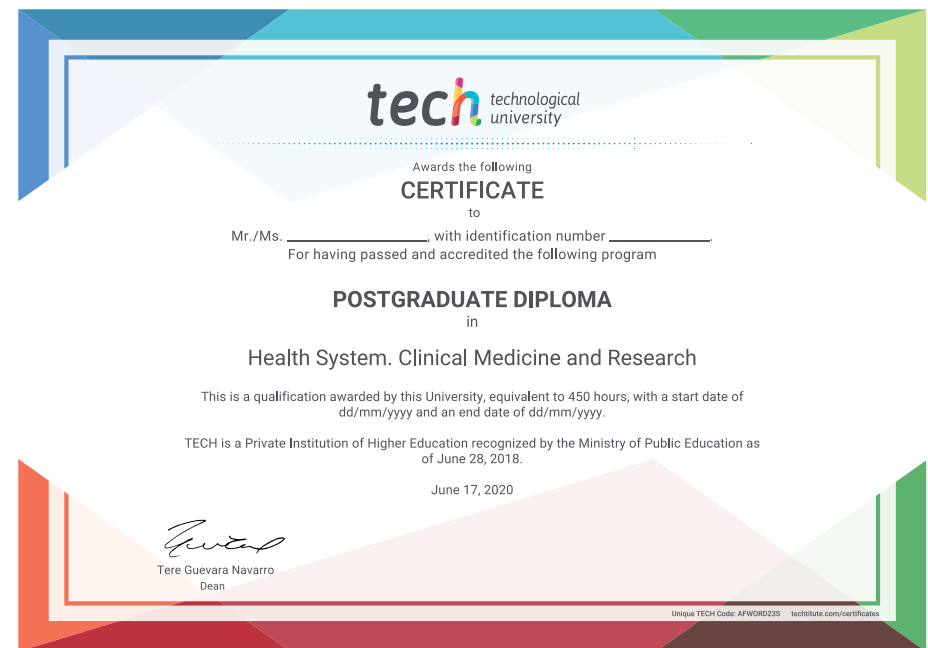 tech technological
university
Awards the following
CERTIFICATE
to
Mr./Ms. ____________________, with identification number ______________.
For having passed and accredited the following program
POSTGRADUATE DIPLOMA
in
Health System. Clinical Medicine and Research
This is a qualification awarded by this University, equivalent to 450 hours, with a start date of
dd/mm/yyyy and an end date of dd/mm/yyyy.
TECH is a Private Institution of Higher Education recognized by the Ministry of Public Education as
of June 28, 2018.
June 17, 2020
Tere Guevara Navarro
Dean
Unique TECH Code: AFWORD23S techtitute.com/certificates